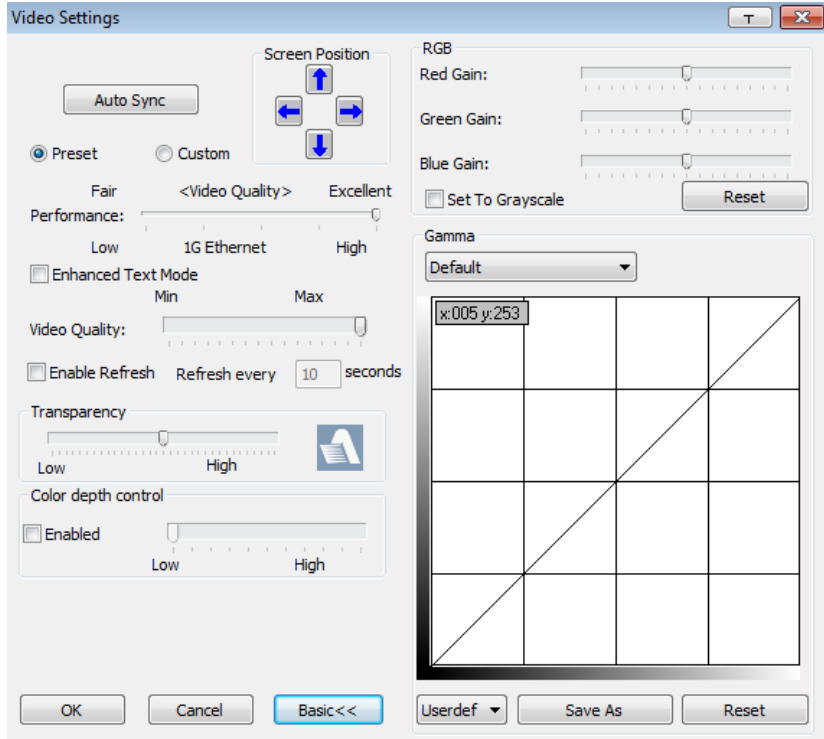 Video Settings
T
Screen Position
Auto Sync
Preset
Custom
Fair <Video Quality> Excellent
Performance:
Low 1G Ethernet High
Enhanced Text Mode
Min Max
Video Quality:
Enable Refresh Refresh every 10 seconds
Transparency
Low High
Color depth control
Enabled
Low High
OK
Cancel
Basic<<
RGB
Red Gain:
Green Gain:
Blue Gain:
Set To Grayscale
Reset
Gamma
Default
x:005 y:253
Userdef
Save As
Reset